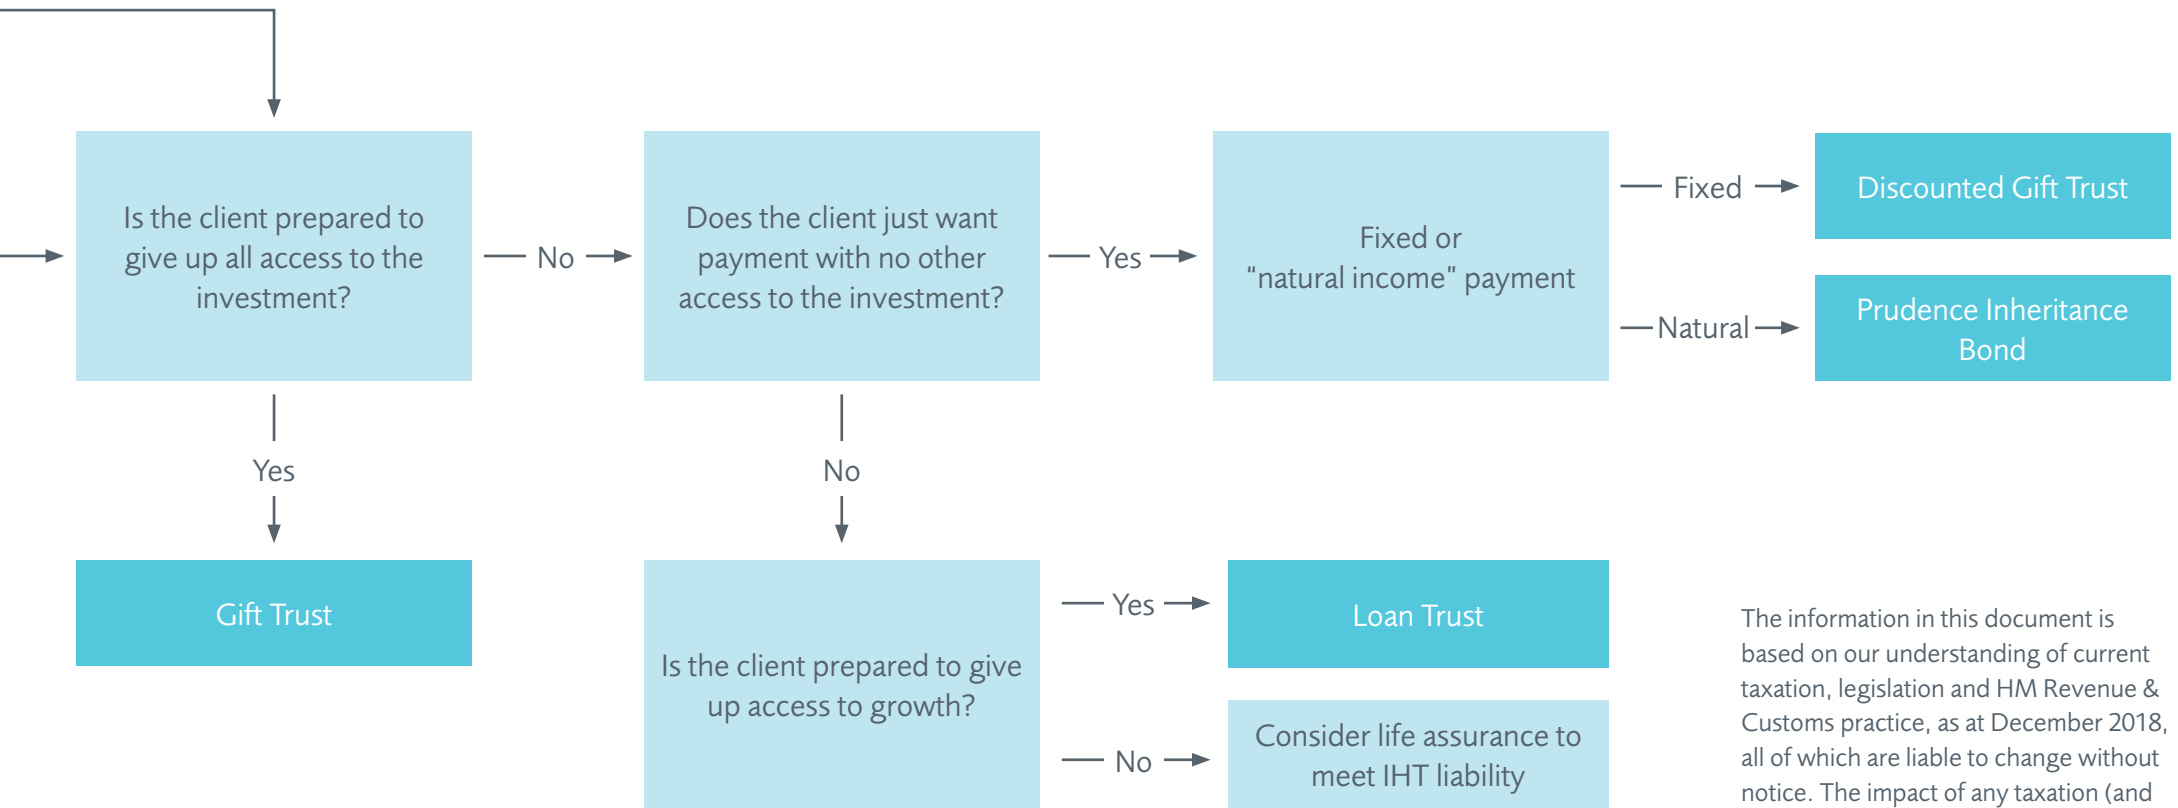 Is the client prepared to
give up all access to the
investment?
No
Does the client just want
payment with no other
access to the investment?
Yes
Fixed or
“natural income” payment
Fixed
Discounted Gift Trust
Natural
Prudence Inheritance
Bond
Yes
Gift Trust
No
Is the client prepared to give
up access to growth?
Yes
Loan Trust
No
Consider life assurance to
meet IHT liability
The information in this document is
based on our understanding of current
taxation, legislation and HM Revenue &
Customs practice, as at December 2018,
all of which are liable to change without
notice. The impact of any taxation (and